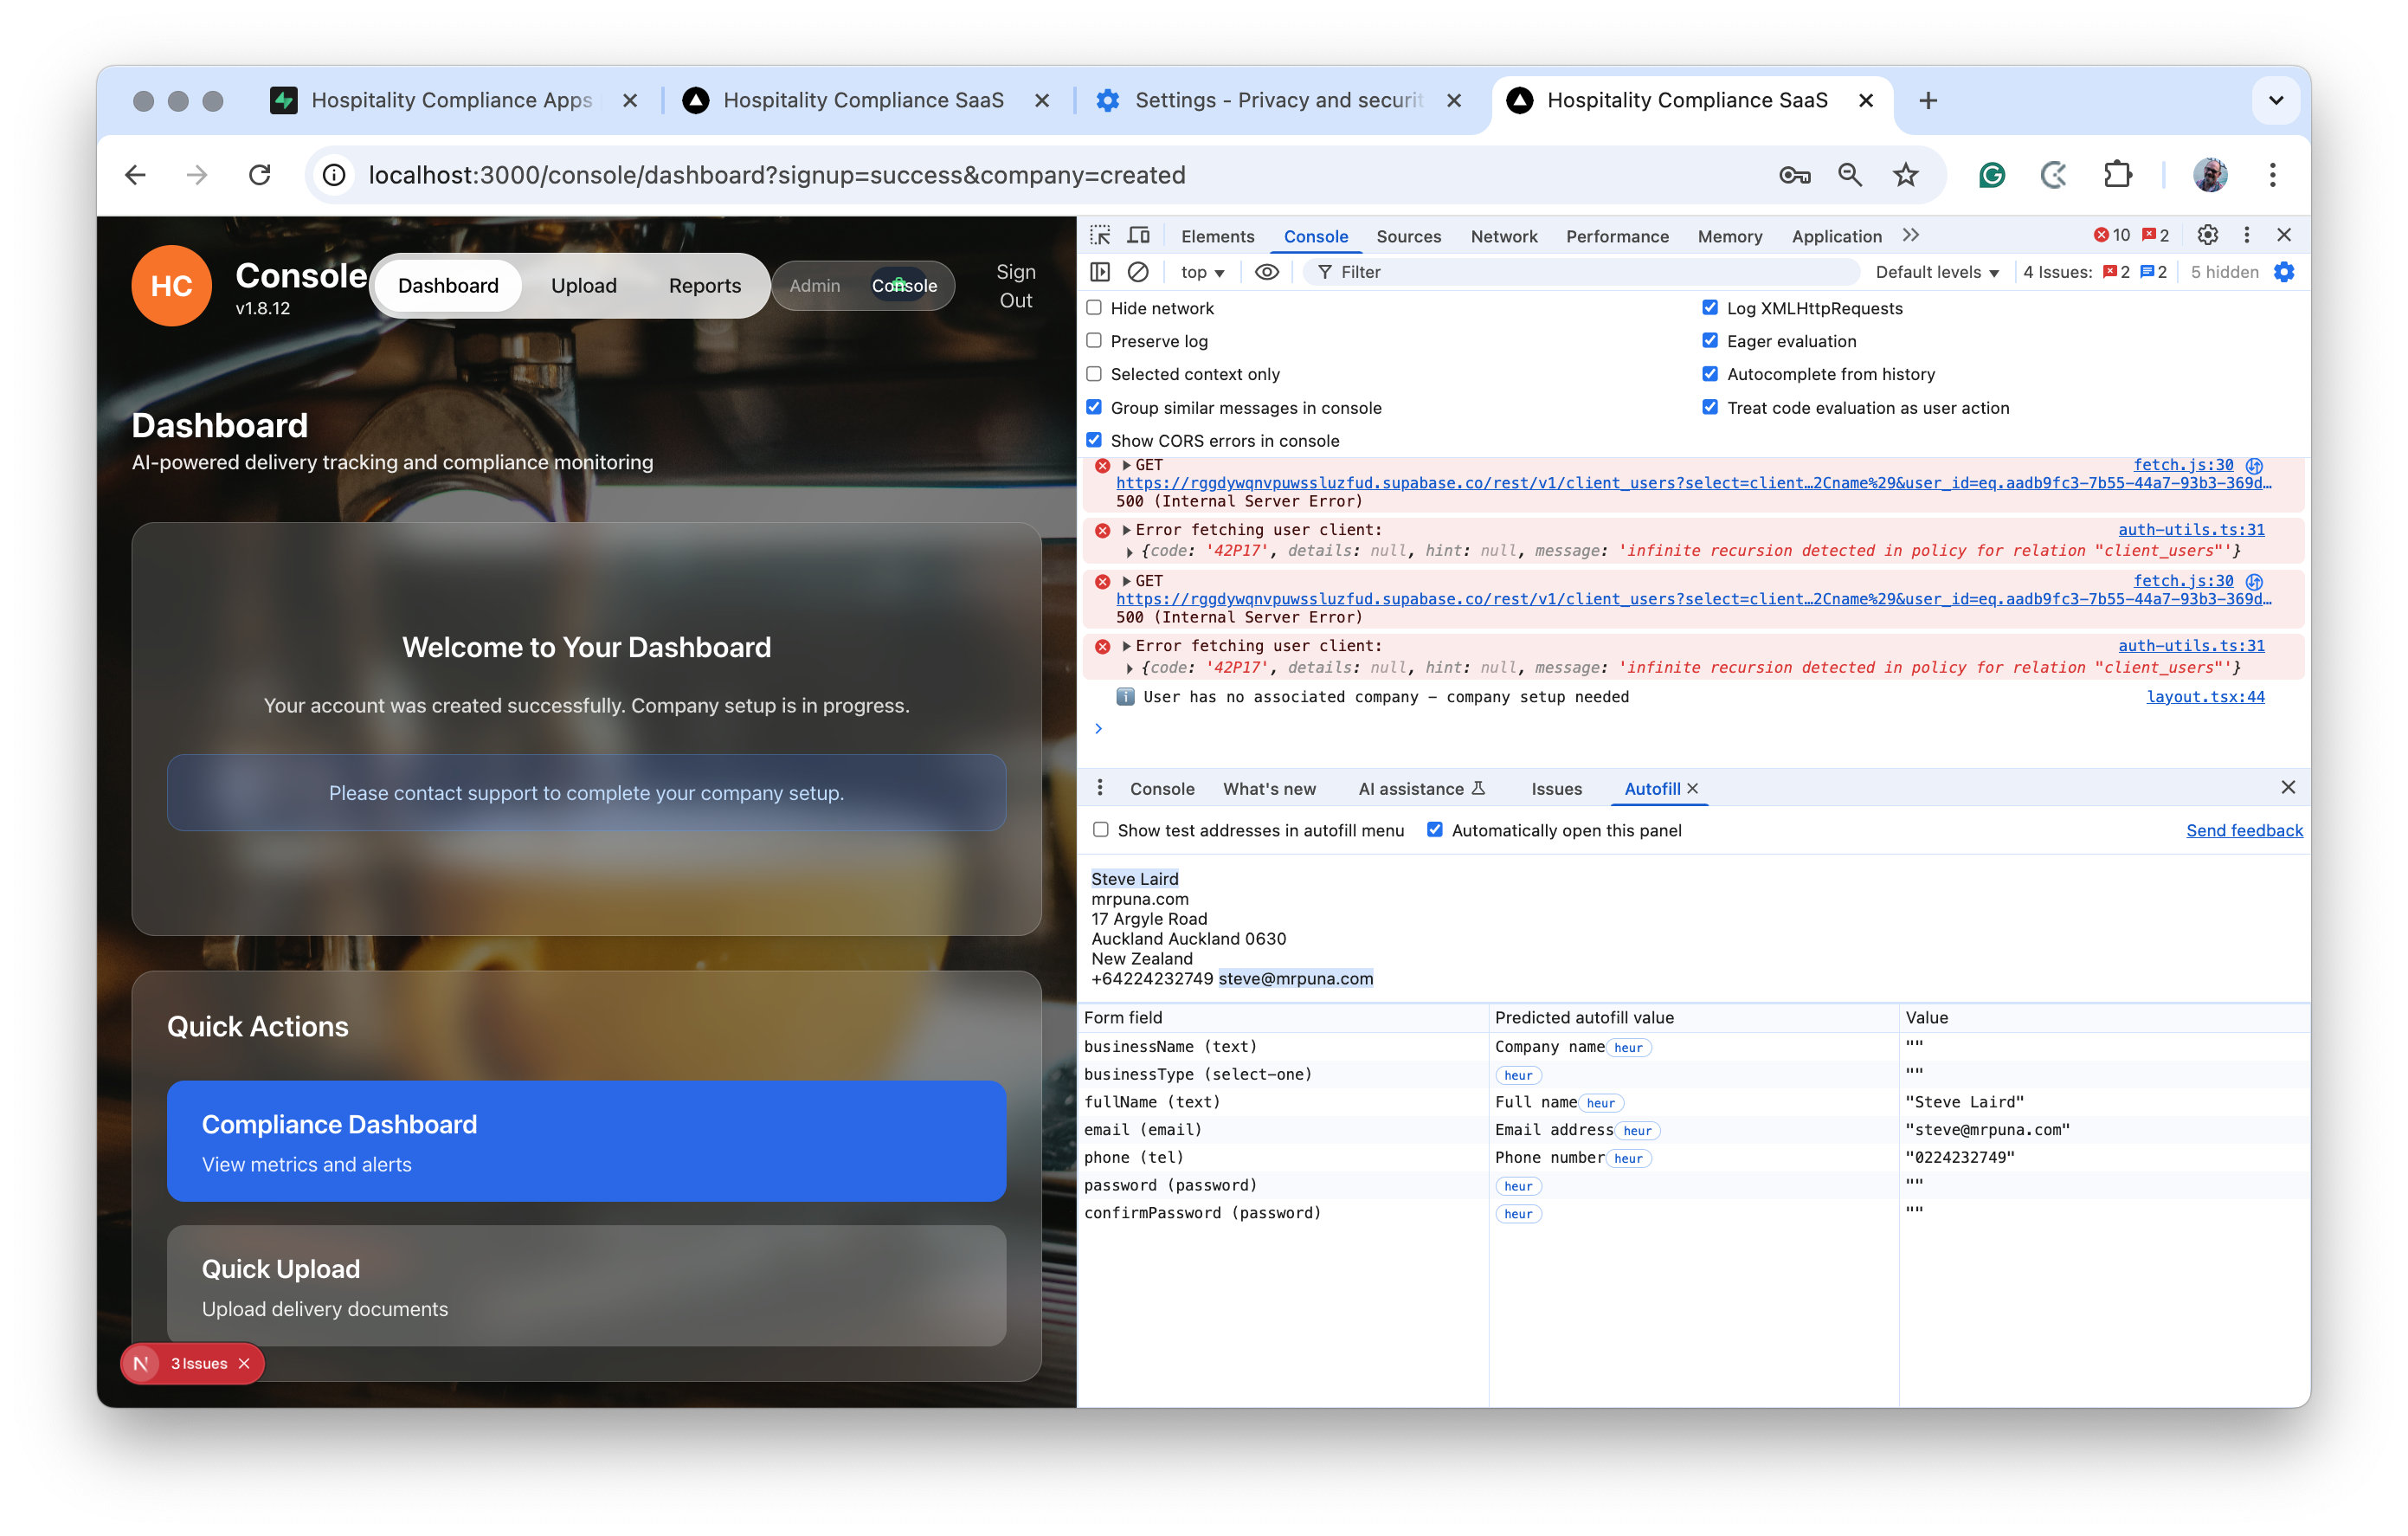 Hospitality Compliance Apps
Hospitality Compliance SaaS
Settings - Privacy and securit
Hospitality Compliance SaaS
localhost:3000/console/dashboard?signup=success&company=created
HC
Console
v1.8.12
Dashboard
Upload
Reports
Admin
Console
Sign
Out
Dashboard
AI-powered delivery tracking and compliance monitoring
Welcome to Your Dashboard
Your account was created successfully. Company setup is in progress.
Please contact support to complete your company setup.
Quick Actions
Compliance Dashboard
View metrics and alerts
Quick Upload
Upload delivery documents
N 3 Issues
Elements Console Sources Network Performance Memory Application 10 2
top Filter Default levels 4 Issues: 2 2 5 hidden
Hide network Log XMLHttpRequests
Preserve log Eager evaluation
Selected context only Autocomplete from history
Group similar messages in console Treat code evaluation as user action
Show CORS errors in console
GET fetch.js:30
https://rggdywqnvpuwssluzfud.supabase.co/rest/v1/client_users?select=client…2Cname%29&user_id=eq.aadb9fc3-7b55-44a7-93b3-369d…
500 (Internal Server Error)
Error fetching user client: auth-utils.ts:31
{code: '42P17', details: null, hint: null, message: 'infinite recursion detected in policy for relation "client_users"'}
GET fetch.js:30
https://rggdywqnvpuwssluzfud.supabase.co/rest/v1/client_users?select=client…2Cname%29&user_id=eq.aadb9fc3-7b55-44a7-93b3-369d…
500 (Internal Server Error)
Error fetching user client: auth-utils.ts:31
{code: '42P17', details: null, hint: null, message: 'infinite recursion detected in policy for relation "client_users"'}
User has no associated company – company setup needed layout.tsx:44
Console What's new AI assistance Issues Autofill
Show test addresses in autofill menu Automatically open this panel Send feedback
Steve Laird
mrpuna.com
17 Argyle Road
Auckland Auckland 0630
New Zealand
+64224232749 steve@mrpuna.com
Form field Predicted autofill value Value
businessName (text) Company name heur ""
businessType (select-one) heur ""
fullName (text) Full name heur "Steve Laird"
email (email) Email address heur "steve@mrpuna.com"
phone (tel) Phone number heur "0224232749"
password (password) heur ""
confirmPassword (password) heur ""